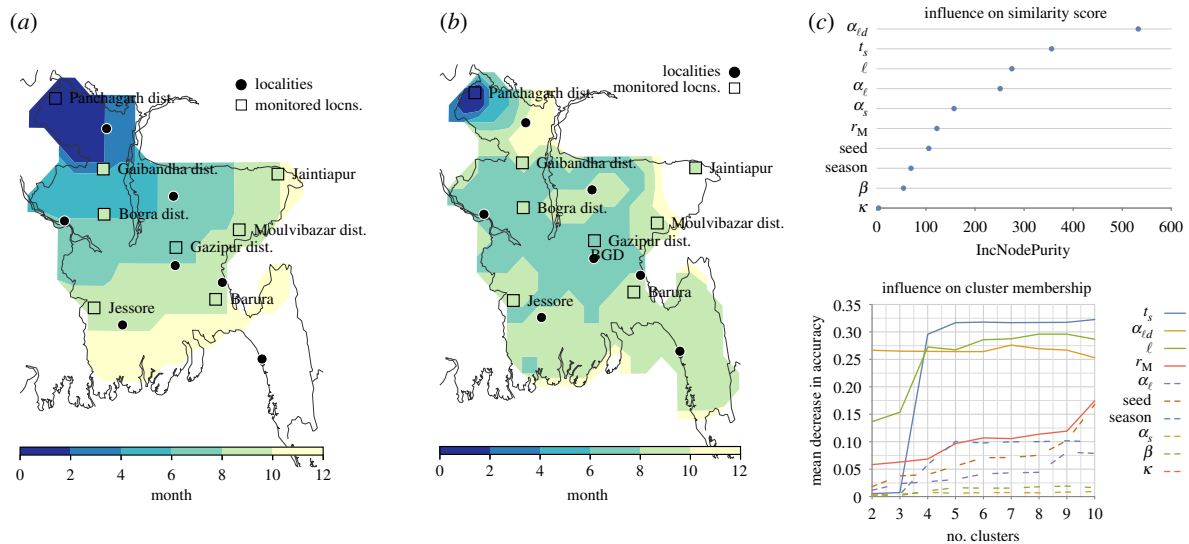 (a)
localities
monitored locns.
Panchagarh dist.
Gaibandha dist.
Jaintiapur
Bogra dist.
Moulvibazar dist.
Gazipur dist.
Jessore
Barura
0 2 4 6 8 10 12
month
(b)
localities
monitored locns.
Panchagarh dist.
Gaibandha dist.
Jaintiapur
Bogra dist.
Moulvibazar dist.
Gazipur dist.
BGD
Barura
Jessore
0 2 4 6 8 10 12
month
(c)
influence on similarity score
αℓd
ts
ℓ
αℓ
αs
rM
seed
season
β
κ
0 100 200 300 400 500 600
IncNodePurity
influence on cluster membership
mean decrease in accuracy
0.35
0.30
0.25
0.20
0.15
0.10
0.05
0
2 3 4 5 6 7 8 9 10
no. clusters
ts
αℓd
ℓ
rM
αℓ
seed
season
αs
β
κ